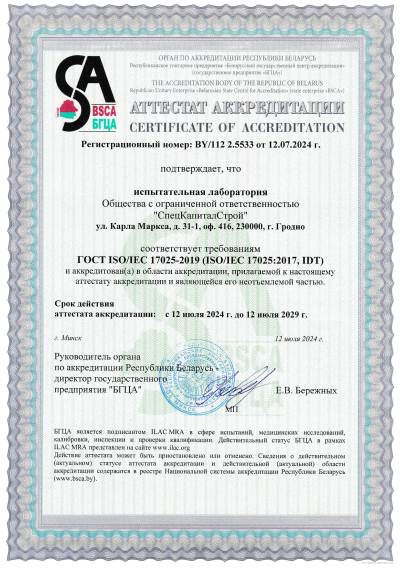 ОРГАН ПО АККРЕДИТАЦИИ РЕСПУБЛИКИ БЕЛАРУСЬ
Республиканское унитарное предприятие «Белорусский государственный центр аккредитации»
(государственное предприятие «БГЦА»)
THE ACCREDITATION BODY OF THE REPUBLIC OF BELARUS
Republican Unitary Enterprise «Belarusian State Centre for Accreditation» (state enterprise «BSCA»)
BSCA
БГЦА
АТТЕСТАТ АККРЕДИТАЦИИ
CERTIFICATE OF ACCREDITATION
Регистрационный номер: BY/112 2.5533 от 12.07.2024 г.
подтверждает, что
испытательная лаборатория
Общества с ограниченной ответственностью
"СпецКапиталСтрой"
ул. Карла Маркса, д. 31-1, оф. 416, 230000, г. Гродно
соответствует требованиям
ГОСТ ISO/IEC 17025-2019 (ISO/IEC 17025:2017, IDT)
и аккредитован(а) в области аккредитации, прилагаемой к настоящему
аттестату аккредитации и являющейся его неотъемлемой частью.
Срок действия
аттестата аккредитации: с 12 июля 2024 г. до 12 июля 2029 г.
г. Минск 12 июля 2024 г.
Руководитель органа
по аккредитации Республики Беларусь -
директор государственного
предприятия "БГЦА" Е.В. Бережных
МП
БГЦА является подписантом ILAC MRA в сфере испытаний, медицинских исследований,
калибровки, инспекции и проверки квалификации. Действительный статус БГЦА в рамках
ILAC MRA представлен на сайте www.ilac.org
Действие аттестата может быть приостановлено или отменено. Сведения о действительном
(актуальном) статусе аттестата аккредитации и действительной (актуальной) области
аккредитации содержатся в реестре Национальной системы аккредитации Республики Беларусь
(www.bsca.by).